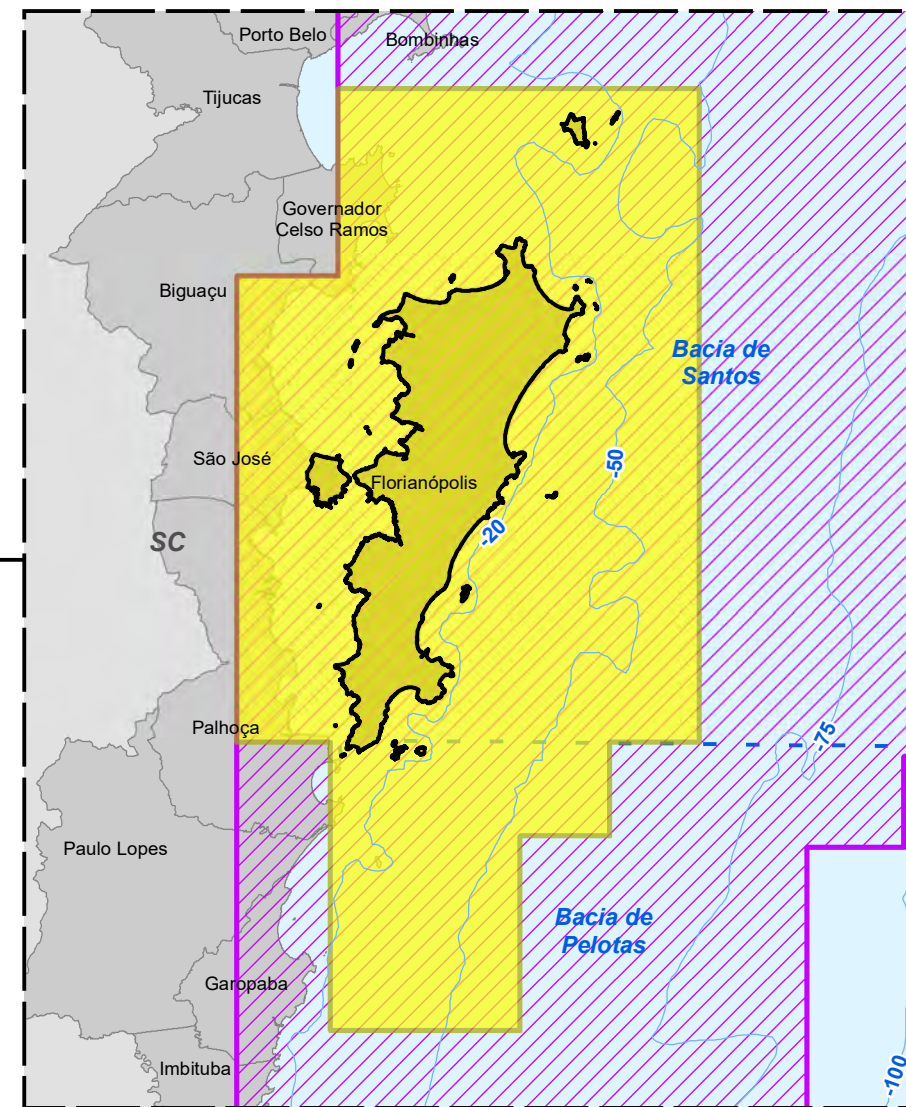 Porto Belo
Bombinhas
Tijucas
Governador
Celso Ramos
Biguaçu
Bacia de
Santos
São José
-50
Florianópolis
-20
SC
Palhoça
-75
Paulo Lopes
Bacia de
Pelotas
Garopaba
Imbituba
-100